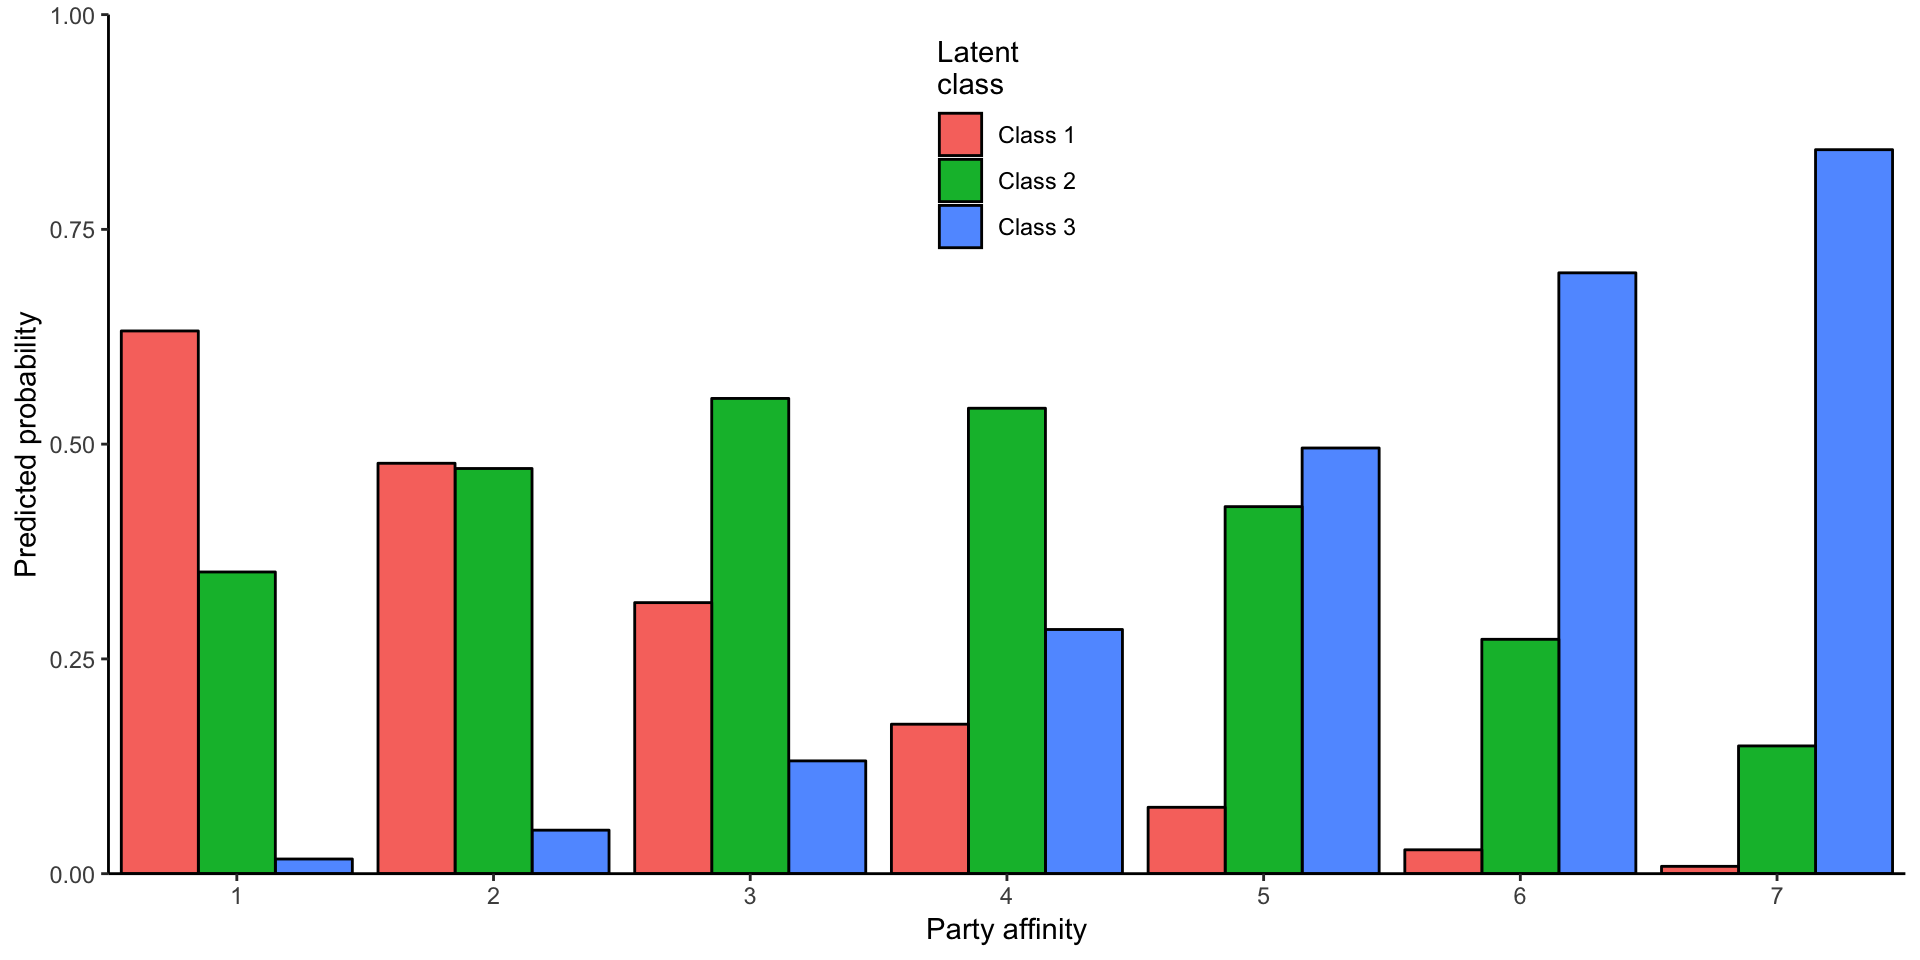 1.00
0.75
0.50
0.25
0.00
Predicted probability
Latent
class
Class 1
Class 2
Class 3
1 2 3 4 5 6 7
Party affinity